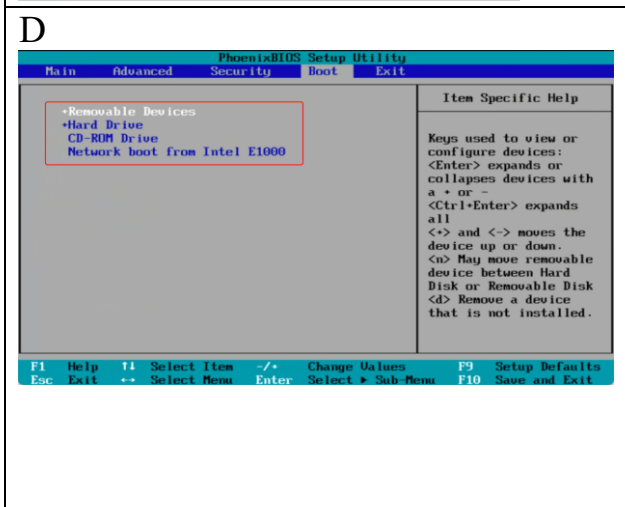 D
PhoenixBIOS Setup Utility
Main Advanced Security Boot Exit
Item Specific Help
+Removable Devices
+Hard Drive
CD-ROM Drive
Network boot from Intel E1000
Keys used to view or
configure devices:
<Enter> expands or
collapses devices with
a + or -
<Ctrl+Enter> expands
all
<+> and <-> moves the
device up or down.
<n> May move removable
device between Hard
Disk or Removable Disk
<d> Remove a device
that is not installed.
F1 Help ↑↓ Select Item -/+ Change Values F9 Setup Defaults
Esc Exit ↔ Select Menu Enter Select ▶ Sub-Menu F10 Save and Exit